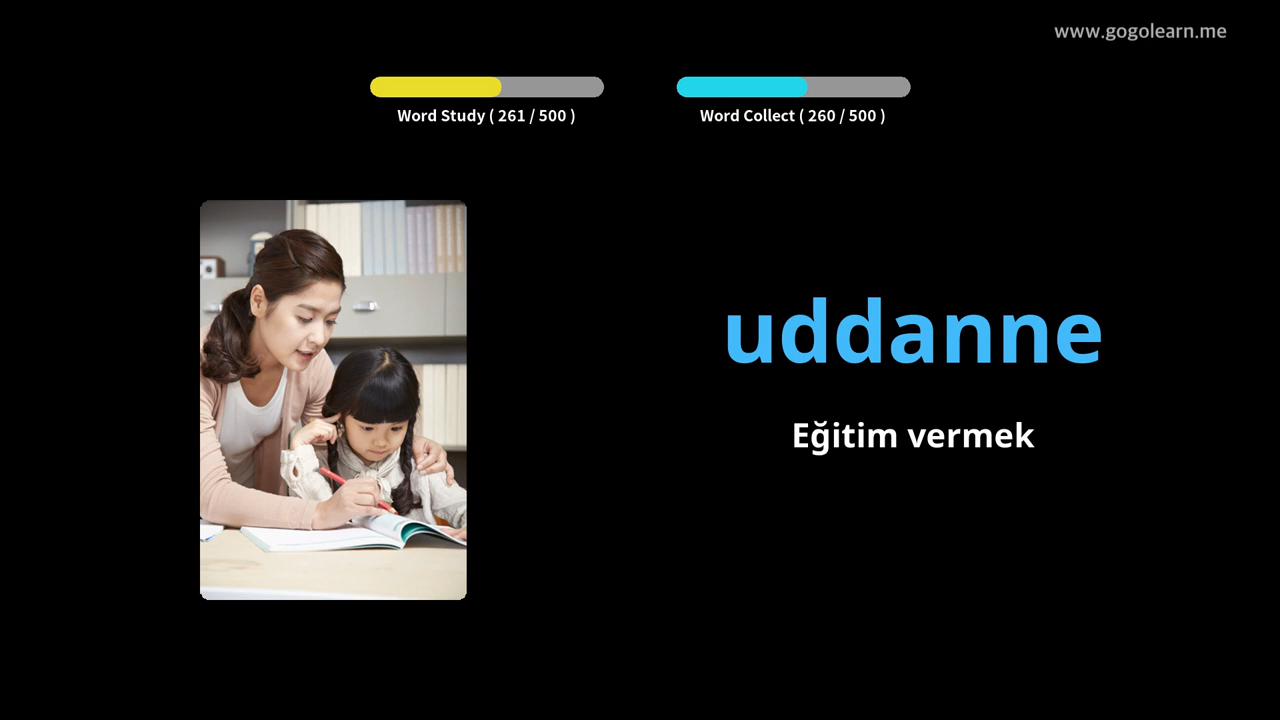 www.gogolearn.me
Word Study ( 261 / 500 )
Word Collect ( 260 / 500 )
uddanne
Eğitim vermek